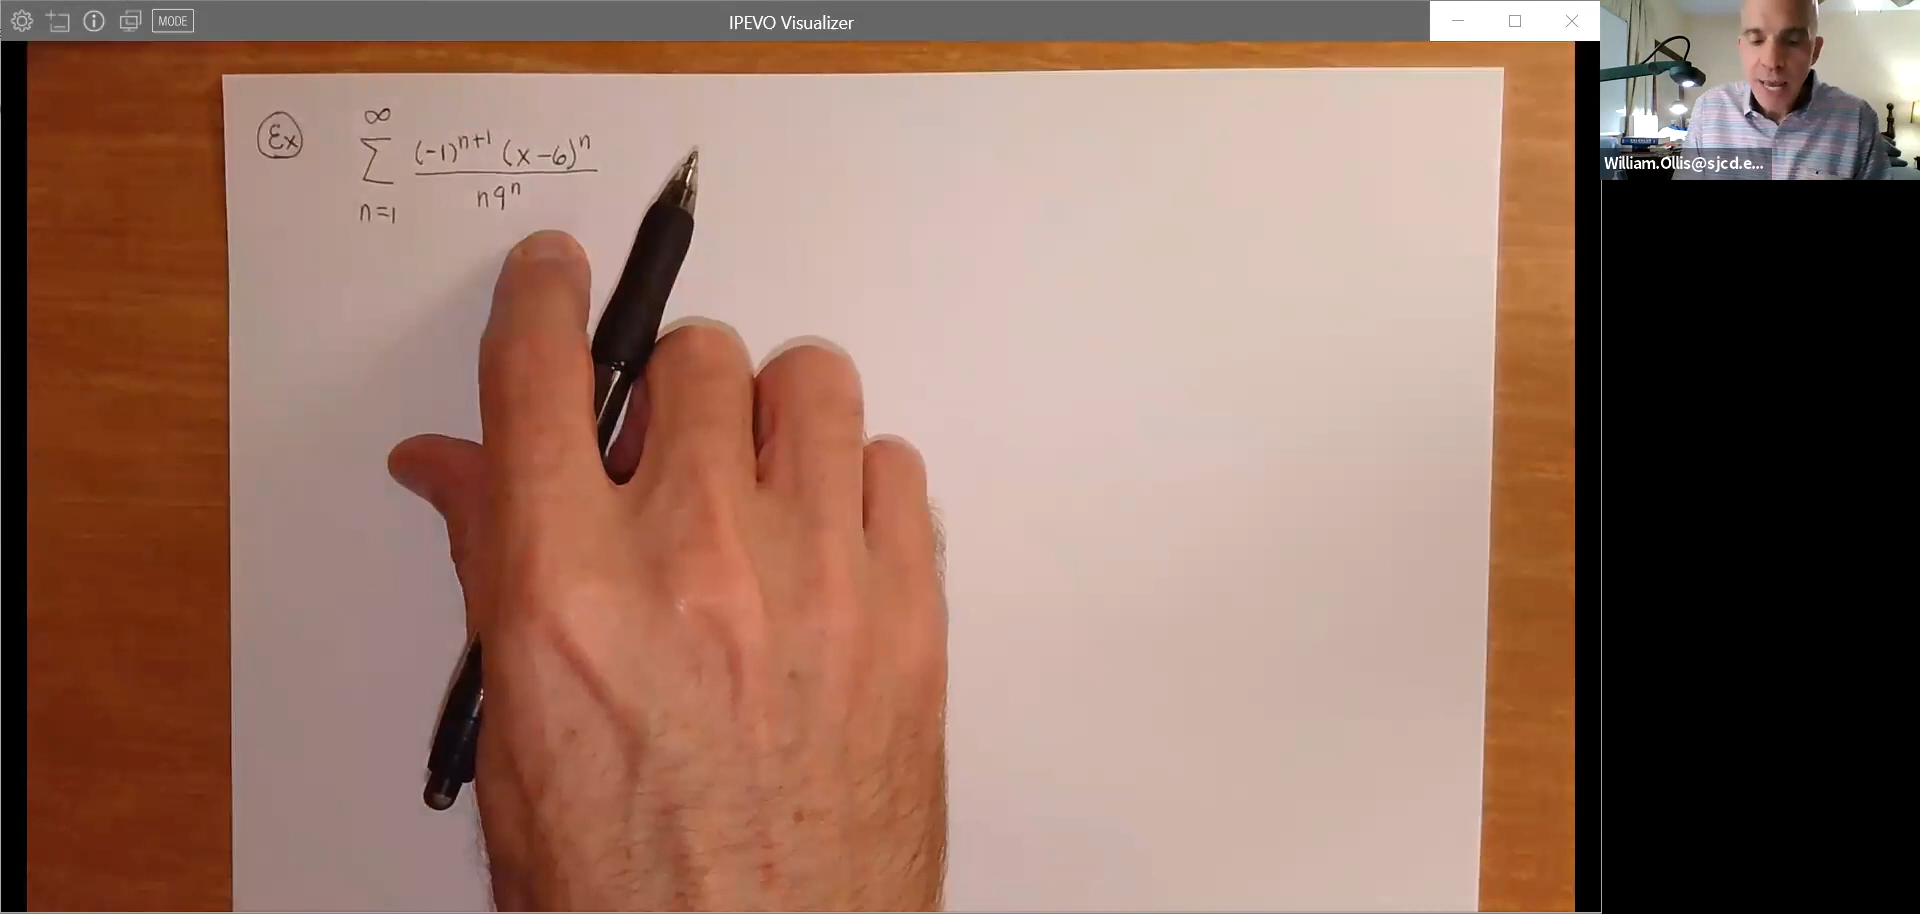 MODE
IPEVO Visualizer
William.Ollis@sjcd.e...
Ex
∞
∑ (-1)^{n+1} (x-6)^n
n9^n
n=1